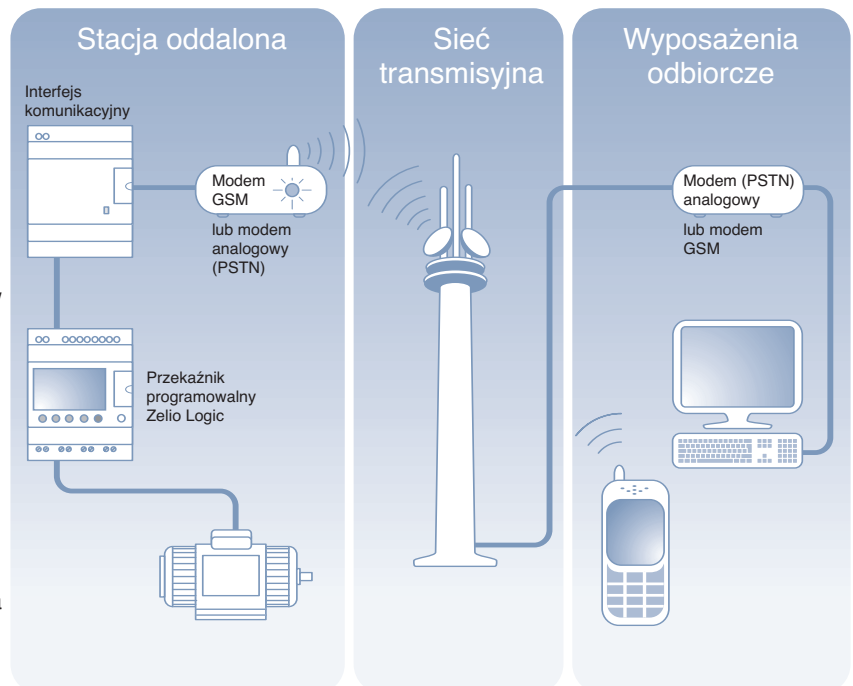 Stacja oddalona
Interfejs
komunikacyjny
Modem
GSM
lub modem
analogowy
(PSTN)
Przekaźnik
programowalny
Zelio Logic
Sieć
transmisyjna
Wyposażenia
odbiorcze
Modem (PSTN)
analogowy
lub modem
GSM